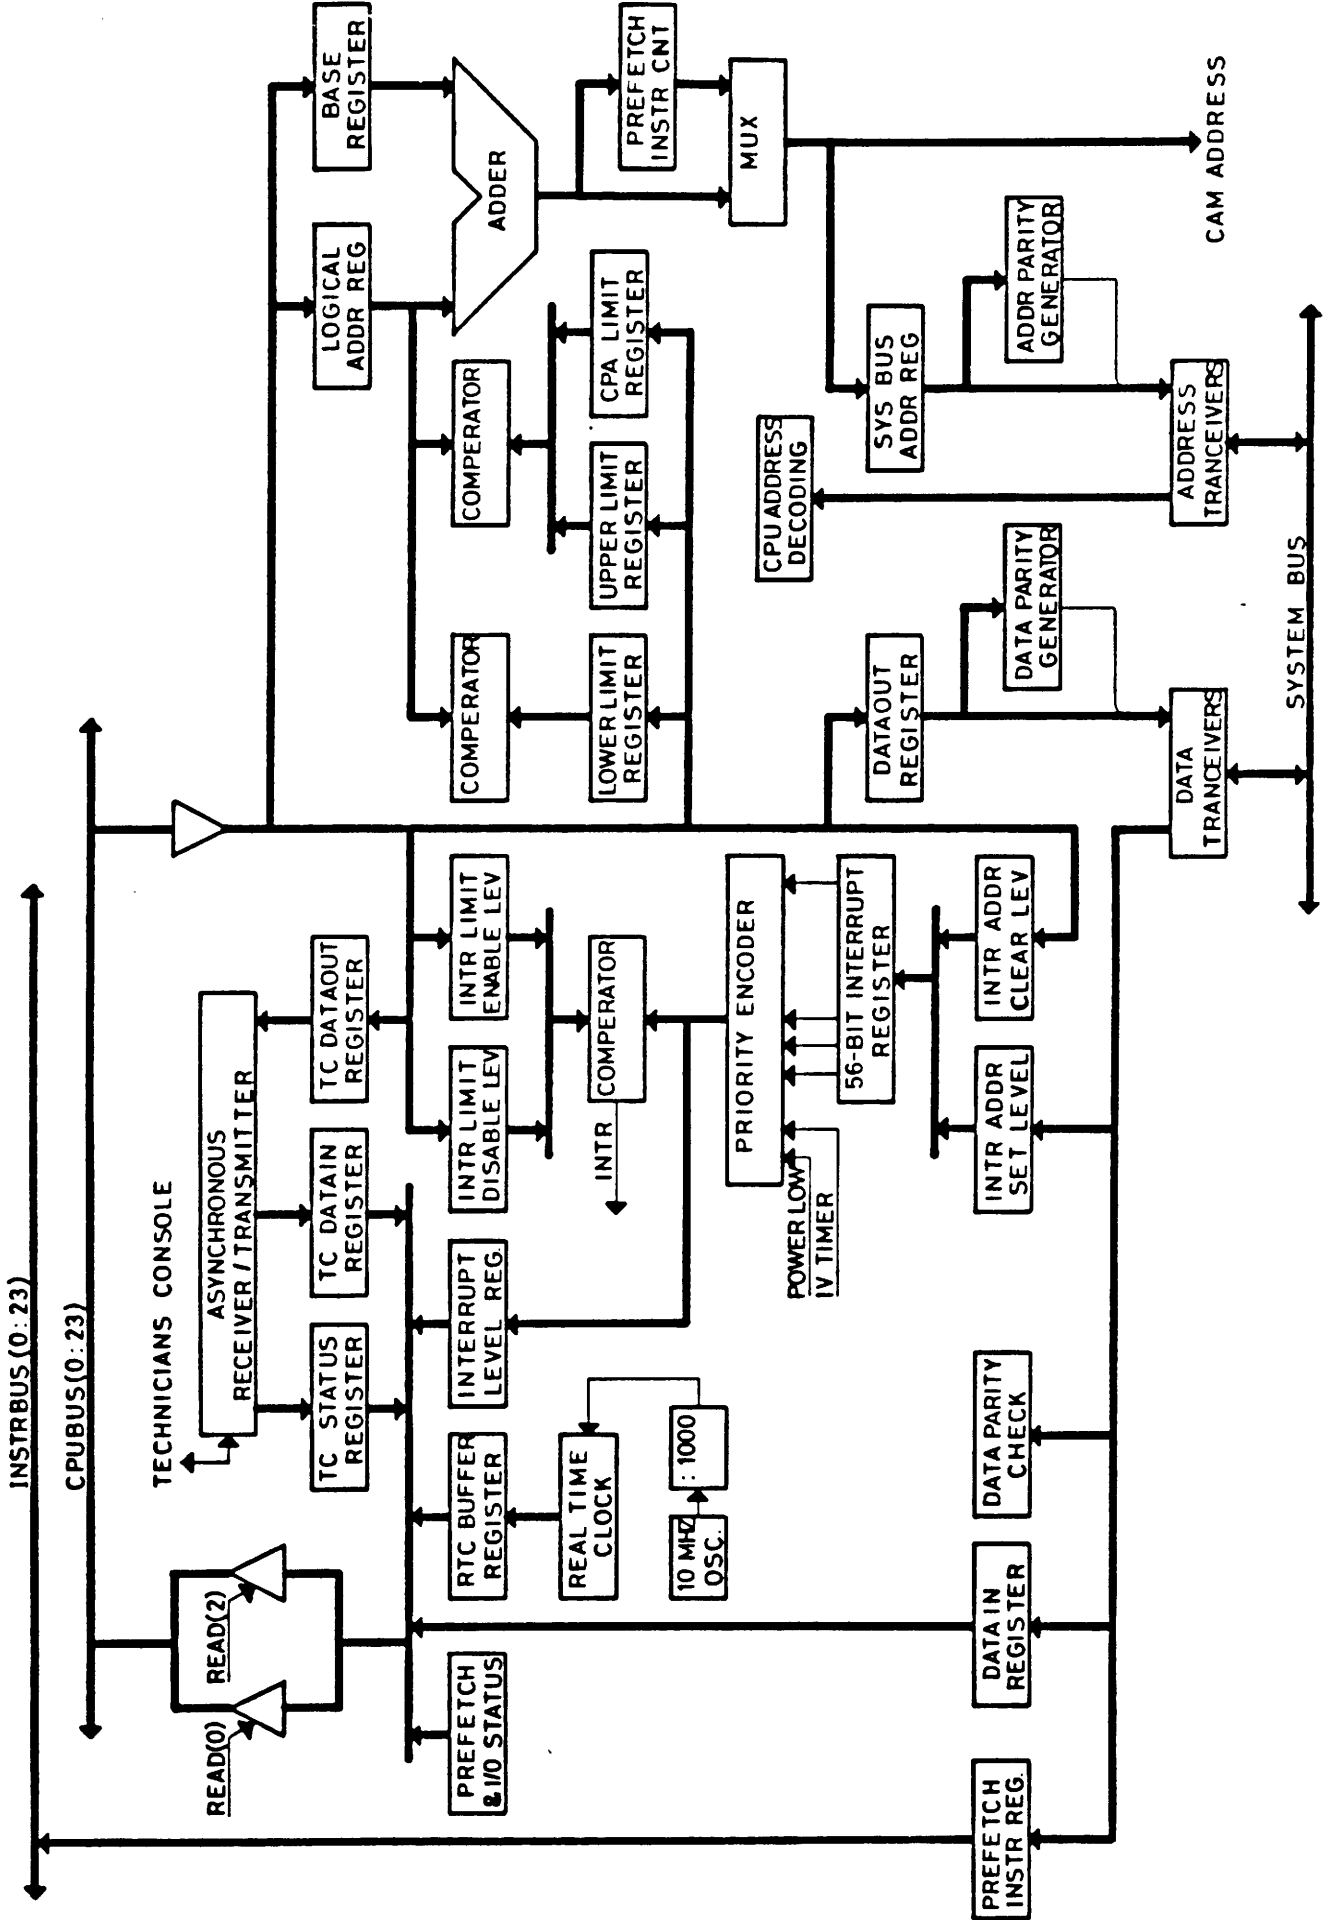 INSTRBUS(0:23)
CPUBUS(0:23)
TECHNICIANS CONSOLE
READ(0)
READ(2)
ASYNCHRONOUS
RECEIVER/TRANSMITTER
TC STATUS
REGISTER
TC DATAIN
REGISTER
TC DATAOUT
REGISTER
LOGICAL
ADDR REG
BASE
REGISTER
PREFETCH
& I/O STATUS
RTC BUFFER
REGISTER
INTERRUPT
LEVEL REG.
INTR LIMIT
DISABLE LEV
INTR LIMIT
ENABLE LEV
COMPERATOR
COMPERATOR
ADDER
REAL TIME
CLOCK
INTR
COMPERATOR
LOWER LIMIT
REGISTER
UPPER LIMIT
REGISTER
CPA LIMIT
REGISTER
PREFETCH
INSTR CNT
10 MHZ
OSC.
: 1000
POWER LOW
IV TIMER
PRIORITY ENCODER
CPU ADDRESS
DECODING
MUX
56-BIT INTERRUPT
REGISTER
DATAOUT
REGISTER
SYS BUS
ADDR REG
PREFETCH
INSTR REG.
DATA IN
REGISTER
DATA PARITY
CHECK
INTR ADDR
SET LEVEL
INTR ADDR
CLEAR LEV
DATA PARITY
GENERATOR
ADDR PARITY
GENERATOR
DATA
TRANCEIVERS
ADDRESS
TRANCEIVERS
CAM ADDRESS
SYSTEM BUS